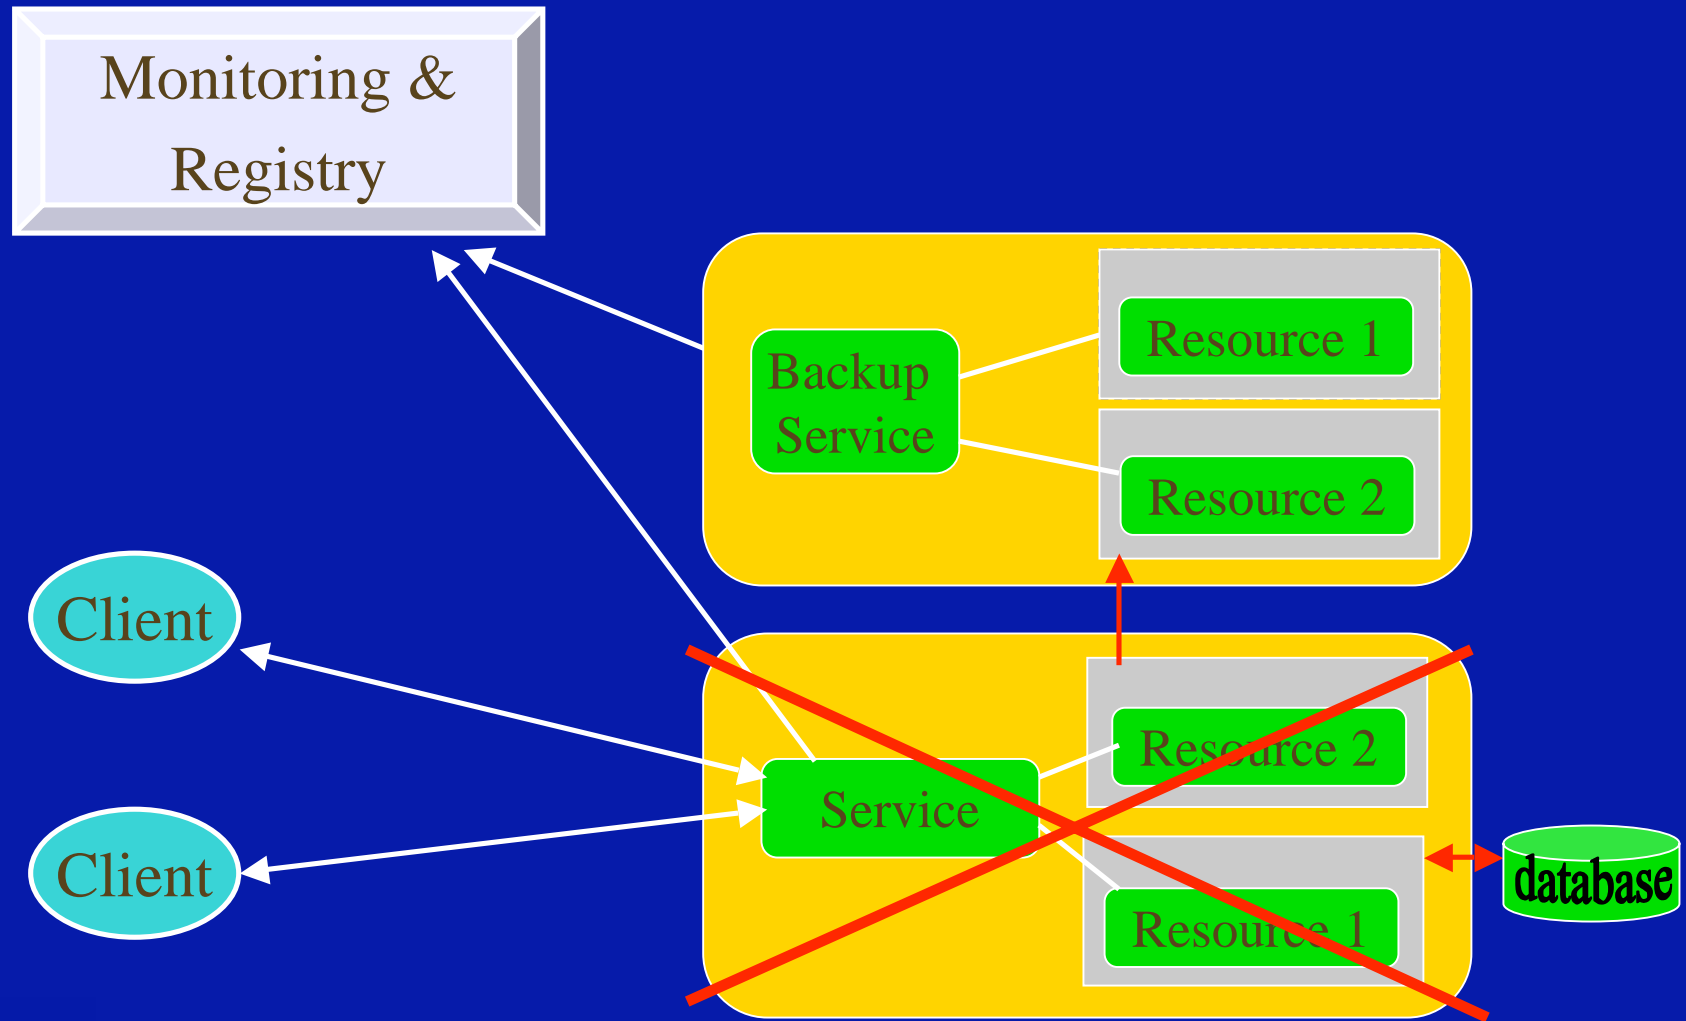 Monitoring &
Registry
Backup
Service
Resource 1
Resource 2
Client
Client
Service
Resource 2
Resource 1
database